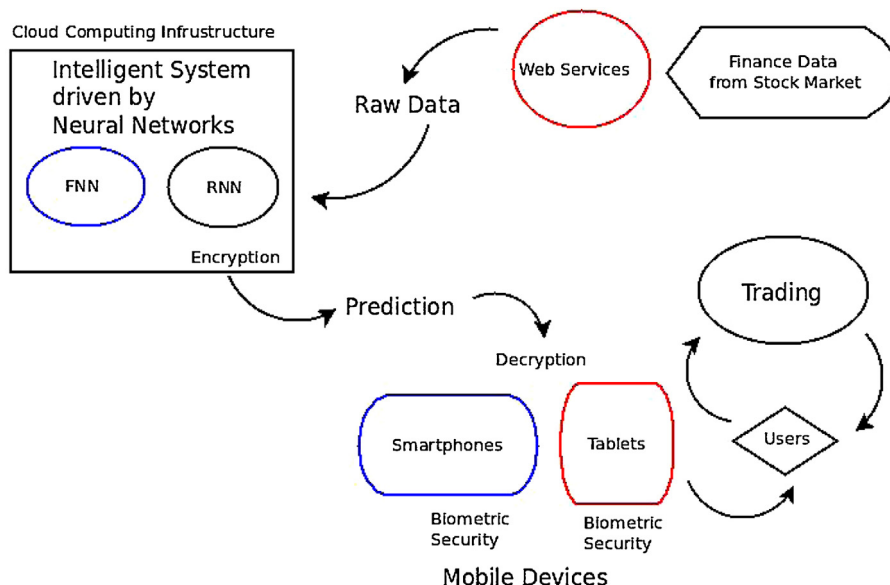 Cloud Computing Infrustructure
Intelligent System
driven by
Neural Networks
FNN
RNN
Encryption
Raw Data
Web Services
Finance Data
from Stock Market
Prediction
Decryption
Trading
Users
Smartphones
Tablets
Biometric
Security
Biometric
Security
Mobile Devices